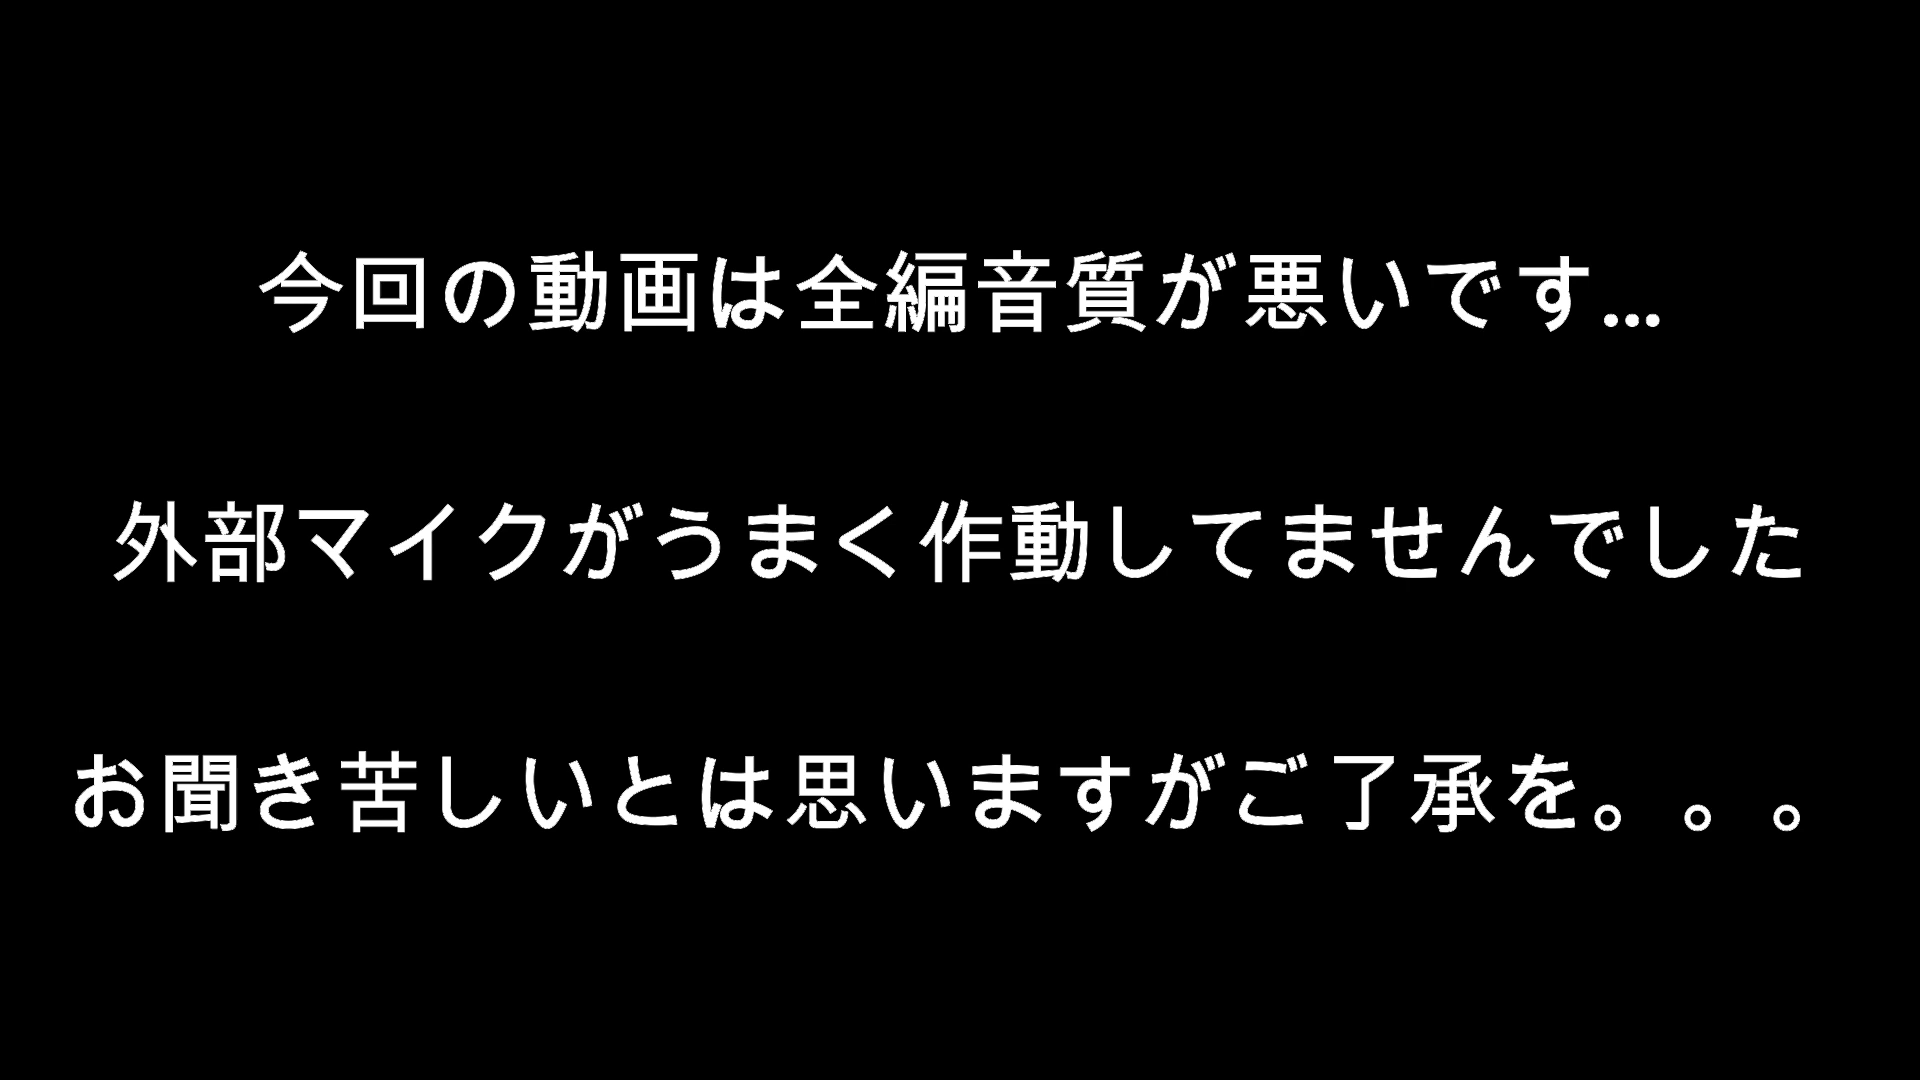 今回の動画は全編音質が悪いです...
外部マイクがうまく作動してませんでした
お聞き苦しいとは思いますがご了承を。。。